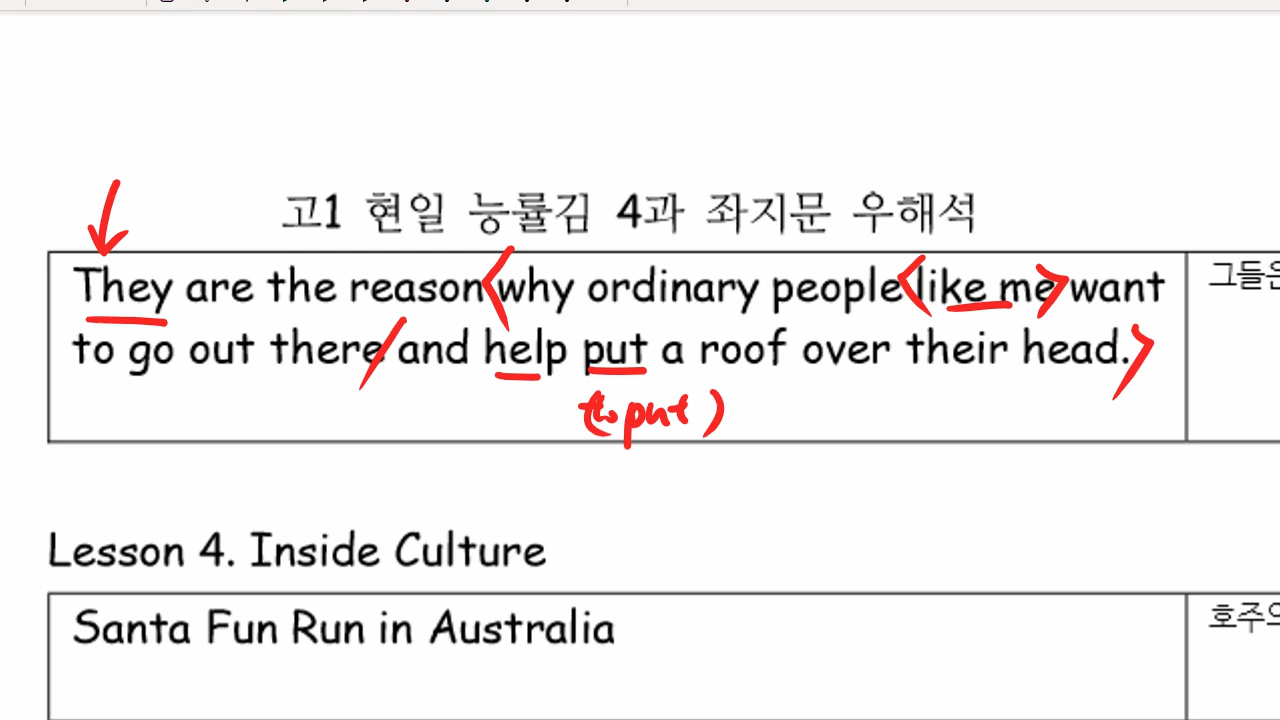 고1 현일 능률김 4과 좌지문 우해석
They are the reason why ordinary people like me want
to go out there and help put a roof over their head.
그들은
(to put)
Lesson 4. Inside Culture
Santa Fun Run in Australia
호주의